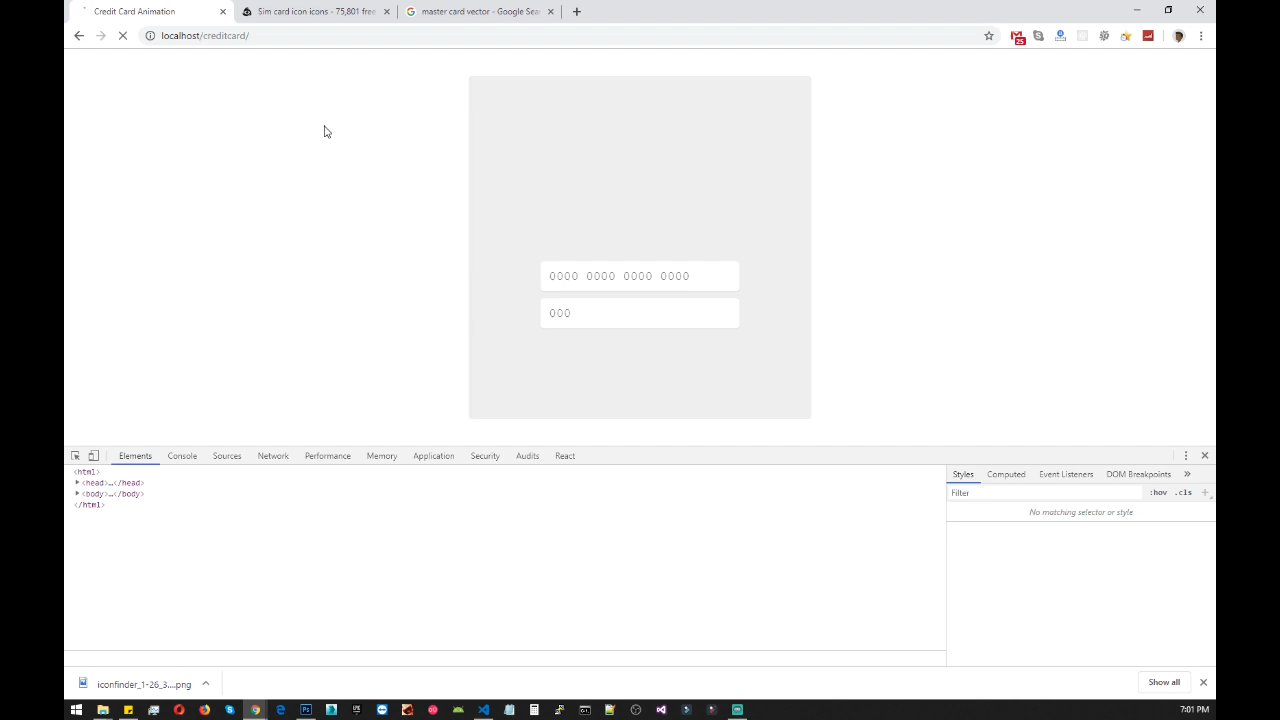 Credit Card Animation
Sim card icon icons - 75,801 free
master card vector - Google Sea
localhost/creditcard/
25
0000 0000 0000 0000
000
Elements Console Sources Network Performance Memory Application Security Audits React
<html>
<head>…</head>
<body>…</body>
</html>
Styles Computed Event Listeners DOM Breakpoints »
Filter :hov .cls +
No matching selector or style
iconfinder_1-26_3....png
Show all
7:01 PM